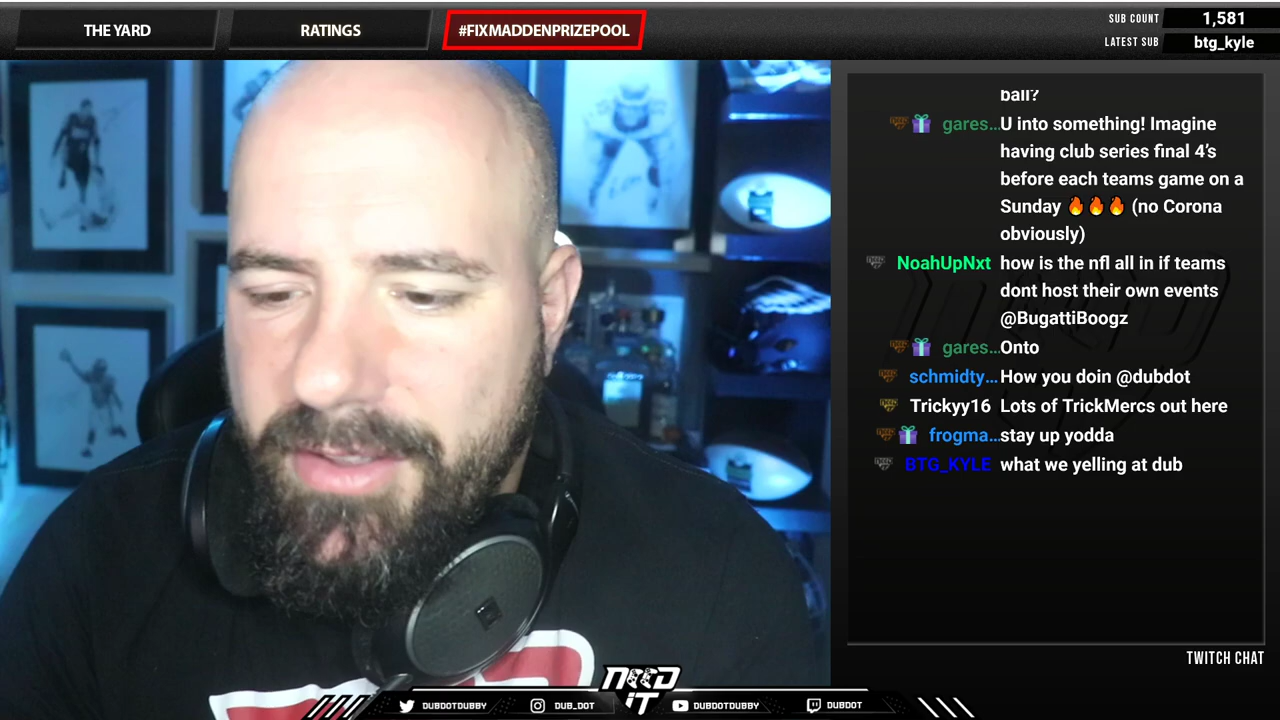 THE YARD
RATINGS
#FIXMADDENPRIZEPOOL
SUB COUNT 1,581
LATEST SUB btg_kyle
ball?
gares...U into something! Imagine
having club series final 4's
before each teams game on a
Sunday 🔥🔥🔥 (no Corona
obviously)
NoahUpNxt how is the nfl all in if teams
dont host their own events
@BugattiBoogz
gares...Onto
schmidty...How you doin @dubdot
Trickyy16 Lots of TrickMercs out here
frogma...stay up yodda
BTG_KYLE what we yelling at dub
TWITCH CHAT
NEED
IT
DUBDOTDUBBY
DUB_DOT
DUBDOTDUBBY
DUBDOT